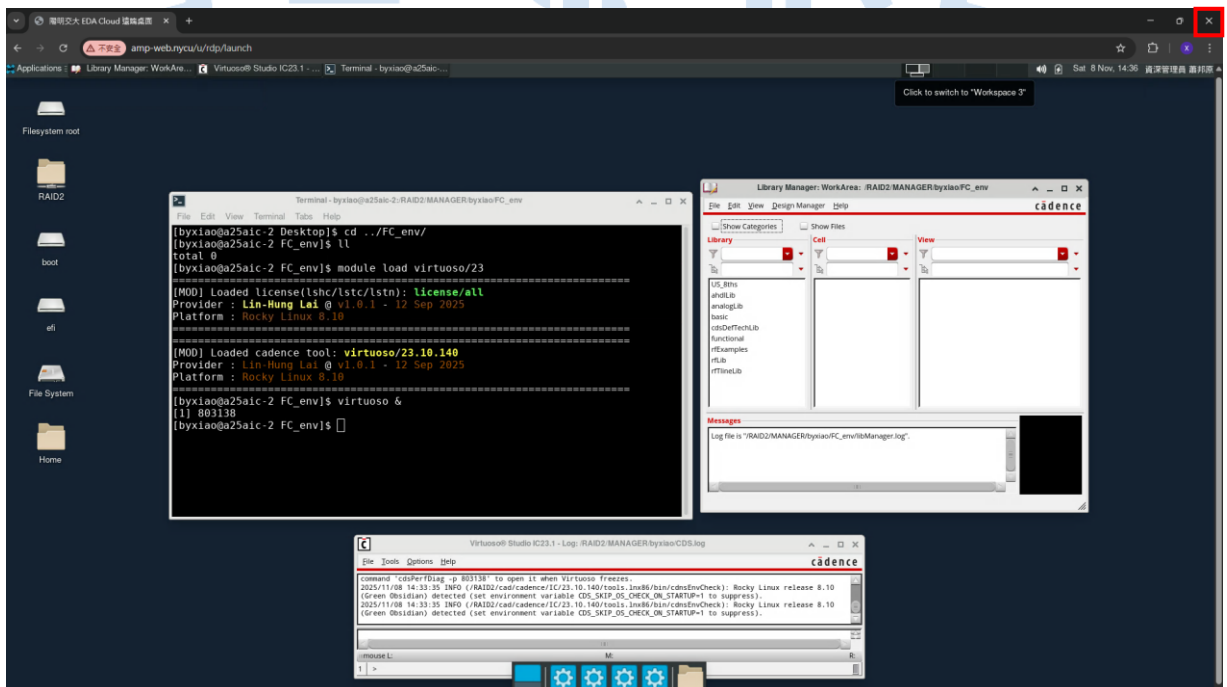 陽明交大 EDA Cloud 遠端桌面
不安全 amp-web.nycu/u/rdp/launch
Applications Library Manager: WorkAre... Virtuoso® Studio IC23.1 - ... Terminal - byxiao@a25aic-...
Sat 8 Nov, 14:36 資深管理員 蕭邦原
Click to switch to "Workspace 3"
Filesystem root
RAID2
boot
efi
File System
Home
Terminal - byxiao@a25aic-2:/RAID2/MANAGER/byxiao/FC_env
File Edit View Terminal Tabs Help
[byxiao@a25aic-2 Desktop]$ cd ../FC_env/
[byxiao@a25aic-2 FC_env]$ ll
total 0
[byxiao@a25aic-2 FC_env]$ module load virtuoso/23
================================================================
[MOD] Loaded license(lshc/lstc/lstn): license/all
Provider : Lin-Hung Lai @ v1.0.1 - 12 Sep 2025
Platform : Rocky Linux 8.10
================================================================
================================================================
[MOD] Loaded cadence tool: virtuoso/23.10.140
Provider : Lin-Hung Lai @ v1.0.1 - 12 Sep 2025
Platform : Rocky Linux 8.10
================================================================
[byxiao@a25aic-2 FC_env]$ virtuoso &
[1] 803138
[byxiao@a25aic-2 FC_env]$
Library Manager: WorkArea: /RAID2/MANAGER/byxiao/FC_env
File Edit View Design Manager Help cādence
Show Categories Show Files
Library Cell View
US_8ths
ahdlLib
analogLib
basic
cdsDefTechLib
functional
rfExamples
rfLib
rfTlineLib
Messages
Log file is "/RAID2/MANAGER/byxiao/FC_env/libManager.log".
Virtuoso® Studio IC23.1 - Log: /RAID2/MANAGER/byxiao/CDS.log
File Tools Options Help cādence
command 'cdsPerfDiag -p 803138' to open it when Virtuoso freezes.
2025/11/08 14:33:35 INFO (/RAID2/cad/cadence/IC/23.10.140/tools.lnx86/bin/cdnsEnvCheck): Rocky Linux release 8.10
(Green Obsidian) detected (set environment variable CDS_SKIP_OS_CHECK_ON_STARTUP=1 to suppress).
2025/11/08 14:33:35 INFO (/RAID2/cad/cadence/IC/23.10.140/tools.lnx86/bin/cdnsEnvCheck): Rocky Linux release 8.10
(Green Obsidian) detected (set environment variable CDS_SKIP_OS_CHECK_ON_STARTUP=1 to suppress).
mouse L: M: R:
1 >